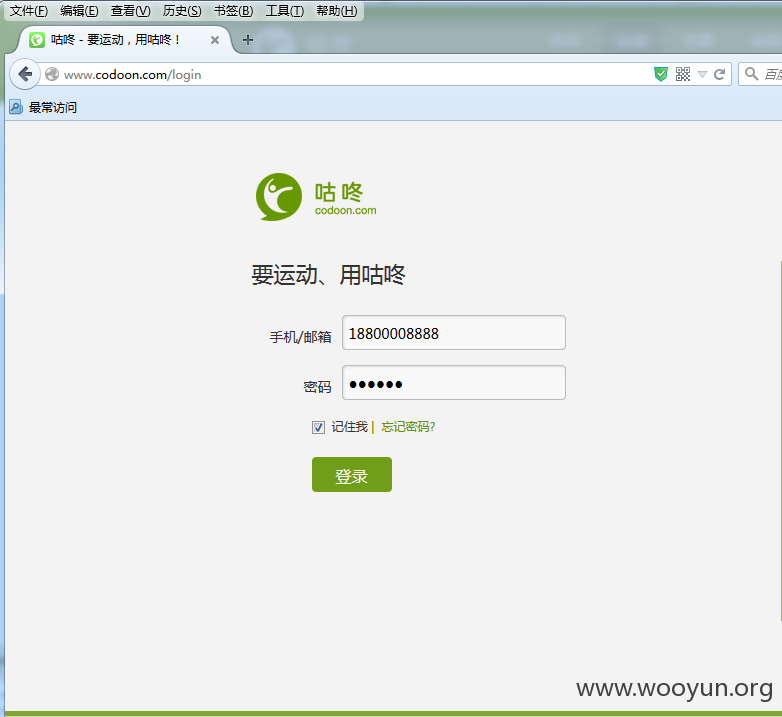 文件(F) 编辑(E) 查看(V) 历史(S) 书签(B) 工具(T) 帮助(H)
咕咚 - 要运动，用咕咚！
www.codoon.com/login
百度
最常访问
咕咚
codoon.com
要运动、用咕咚
手机/邮箱 18800008888
密码 ●●●●●●
记住我 | 忘记密码?
登录
www.wooyun.org